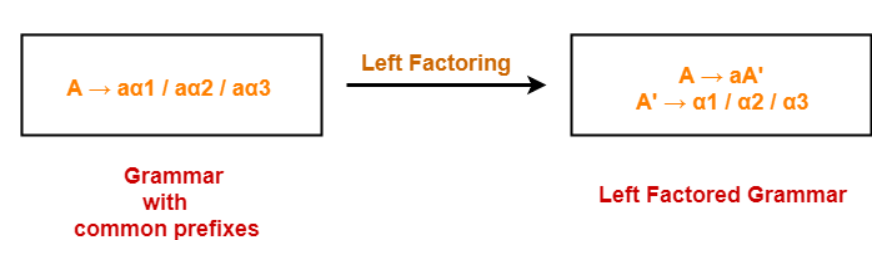 A → aα1 / aα2 / aα3
Left Factoring
A → aA'
A' → α1 / α2 / α3
Grammar
with
common prefixes
Left Factored Grammar